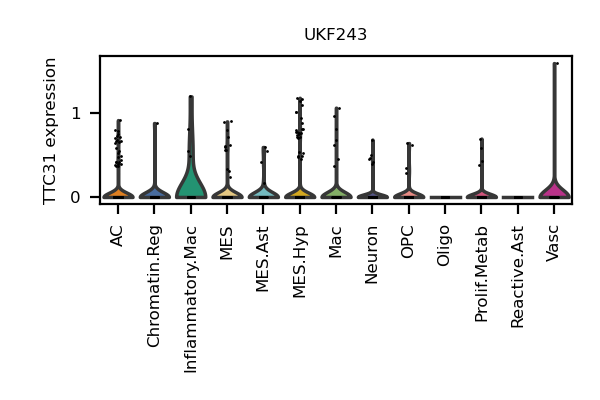 UKF243
TTC31 expression
1
0
AC
Chromatin.Reg
Inflammatory.Mac
MES
MES.Ast
MES.Hyp
Mac
Neuron
OPC
Oligo
Prolif.Metab
Reactive.Ast
Vasc